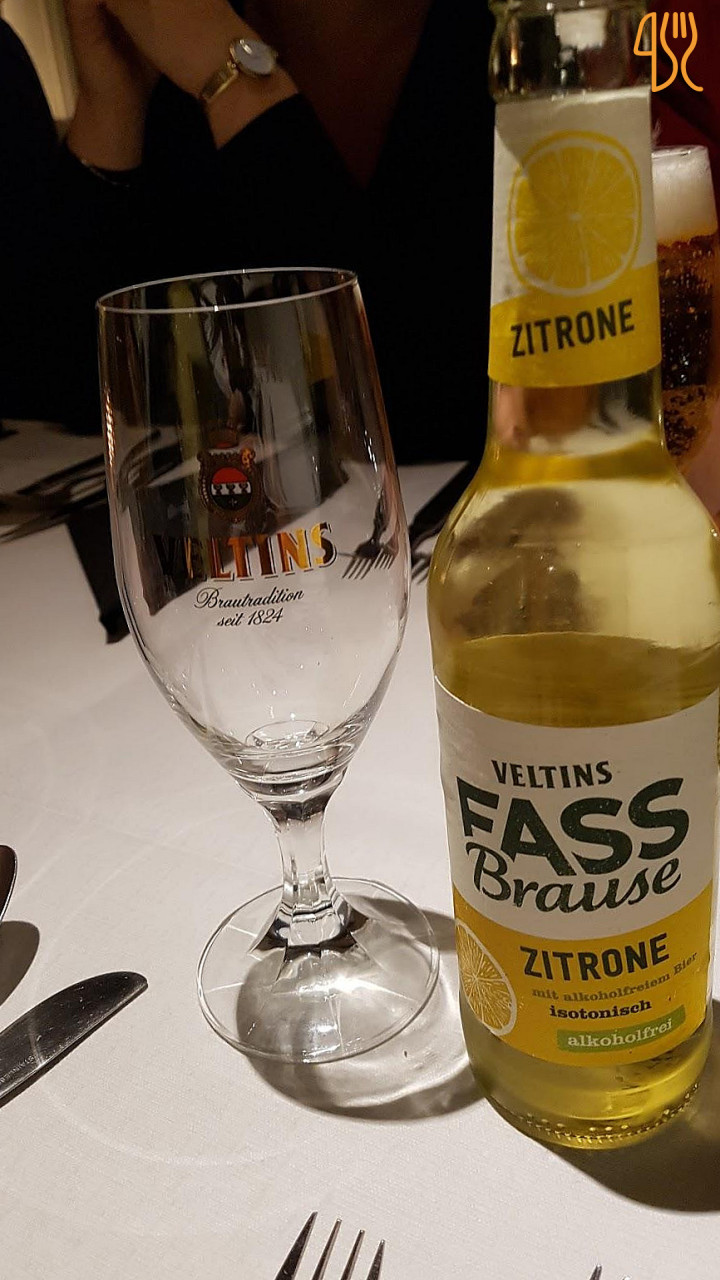 VELTINS
Brautradition
seit 1824
ZITRONE
VELTINS
FASS
Brause
ZITRONE
mit alkoholfreiem Bier
isotonisch
alkoholfrei